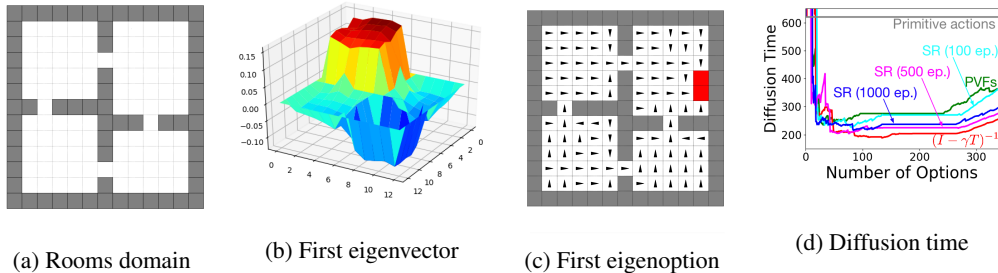 0.15
0.10
0.05
0.00
-0.05
-0.10
0 2 4 6 8 10 12
12 10 8 6 4 2 0
Diffusion Time
600
500
400
300
200
Primitive actions
SR (100 ep.)
SR (500 ep.)
PVFs
SR (1000 ep.)
(I − γT)⁻¹
0 100 200 300
Number of Options
(a) Rooms domain
(b) First eigenvector
(c) First eigenoption
(d) Diffusion time